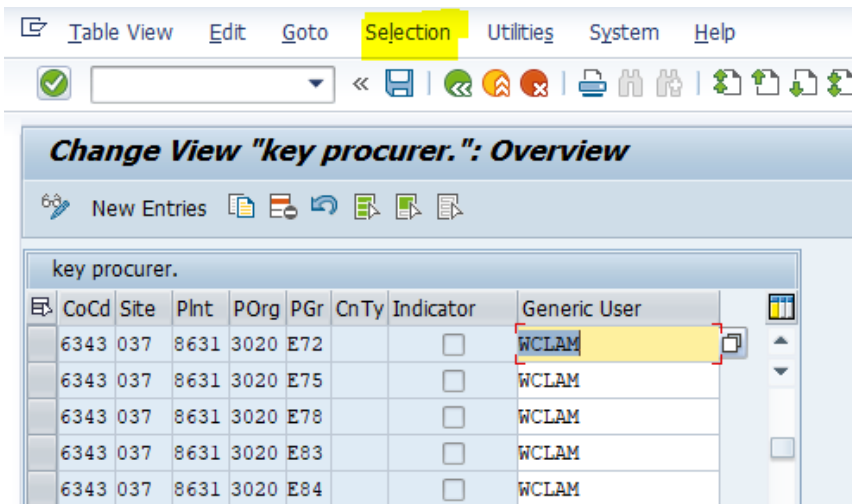 Table View Edit Goto Selection Utilities System Help
Change View "key procurer.": Overview
New Entries
key procurer.
CoCd Site Plnt POrg PGr CnTy Indicator Generic User
6343 037 8631 3020 E72 WCLAM
6343 037 8631 3020 E75 WCLAM
6343 037 8631 3020 E78 WCLAM
6343 037 8631 3020 E83 WCLAM
6343 037 8631 3020 E84 WCLAM